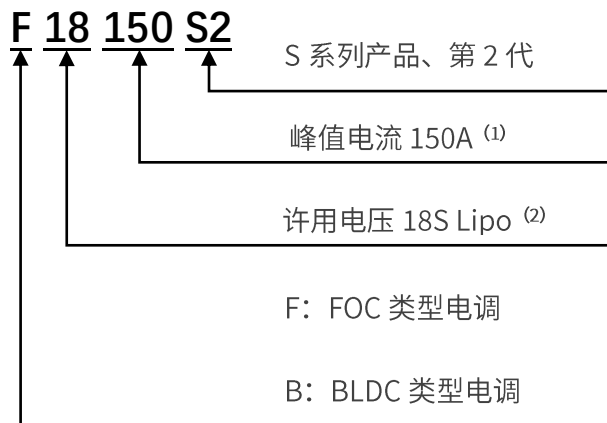 F 18 150 S2
S 系列产品、第 2 代
峰值电流 150A (1)
许用电压 18S Lipo (2)
F：FOC 类型电调
B：BLDC 类型电调